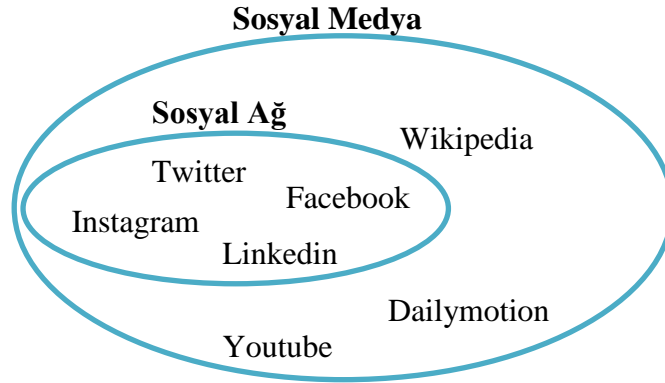 Sosyal Medya
Sosyal Ağ
Wikipedia
Twitter
Facebook
Instagram
Linkedin
Dailymotion
Youtube